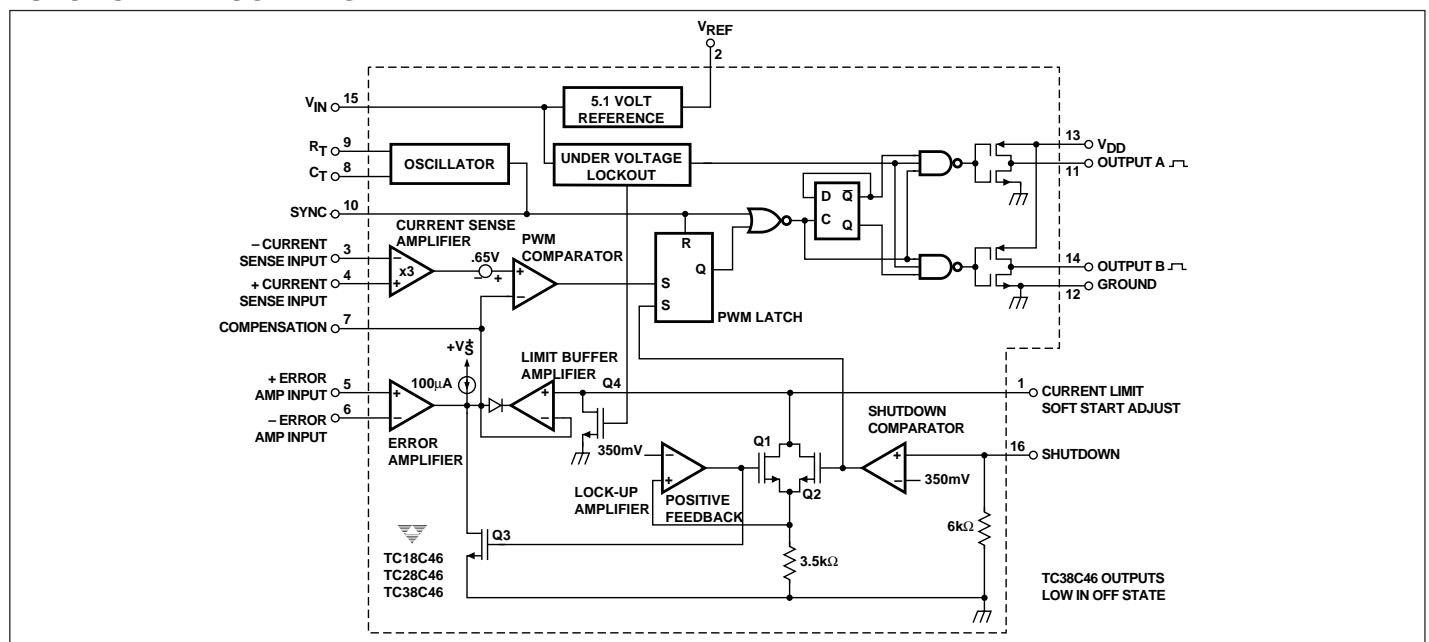 VREF
2
VIN 15
5.1 VOLT
REFERENCE
13
VDD
RT 9
OSCILLATOR
UNDER VOLTAGE
LOCKOUT
OUTPUT A
11
CT 8
D Q̅
C
Q
SYNC 10
CURRENT SENSE
AMPLIFIER
PWM
COMPARATOR
R
Q
S
S
PWM LATCH
– CURRENT
SENSE INPUT
3
–
x3
+
.65V
–
+
+
–
+ CURRENT
SENSE INPUT
4
14
OUTPUT B
GROUND
12
COMPENSATION 7
+V
S
+
100µA
LIMIT BUFFER
AMPLIFIER
+
–
Q4
1
CURRENT LIMIT
SOFT START ADJUST
+ ERROR
AMP INPUT
5
+
–
6
– ERROR
AMP INPUT
ERROR
AMPLIFIER
SHUTDOWN
COMPARATOR
+
–
16
SHUTDOWN
350mV
350mV
–
+
Q1
Q2
LOCK-UP
AMPLIFIER
POSITIVE
FEEDBACK
6kΩ
Q3
3.5kΩ
TC18C46
TC28C46
TC38C46
TC38C46 OUTPUTS
LOW IN OFF STATE